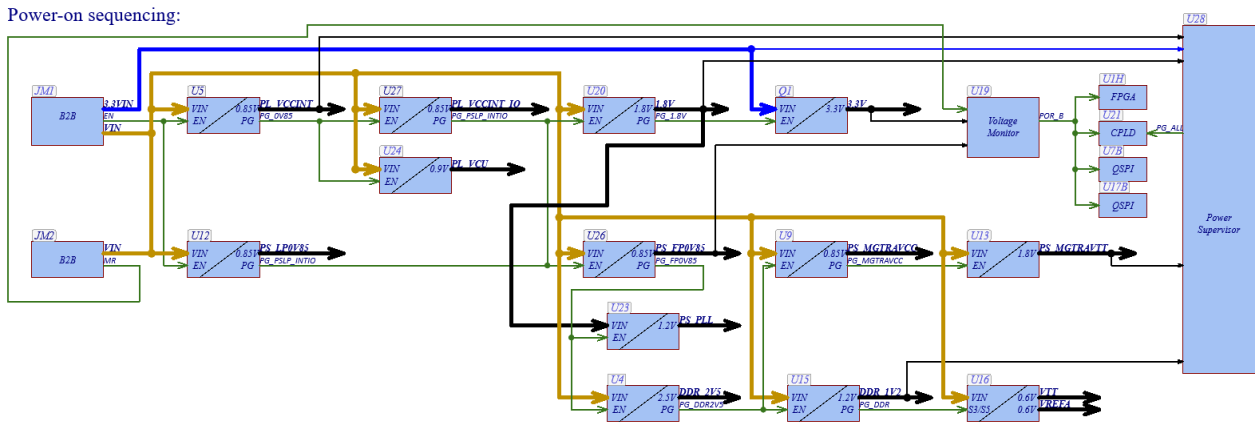 Power-on sequencing:
U28
JM1
B2B
3.3VIN
EN
VIN
U5
VIN
EN
0.85V
PG
PL_VCCINT
PG_0V85
U27
VIN
EN
0.85V
PG
PL_VCCINT_IO
PG_PSLP_INTIO
U20
VIN
EN
1.8V
PG
1.8V
PG_1.8V
Q1
VIN
EN
3.3V
3.3V
U19
Voltage
Monitor
POR_B
U1H
FPGA
U21
CPLD
PG_ALL
U7B
QSPI
U17B
QSPI
U24
VIN
EN
0.9V
PL_VCU
Power
Supervisor
JM2
B2B
VIN
MR
U12
VIN
EN
0.85V
PG
PS_LP0V85
PG_PSLP_INTIO
U26
VIN
EN
0.85V
PG
PS_FP0V85
PG_FP0V85
U9
VIN
EN
0.85V
PG
PS_MGTRAVCC
PG_MGTRAVCC
U13
VIN
EN
1.8V
PS_MGTRAVTT
U23
VIN
EN
1.2V
PS_PLL
U4
VIN
EN
2.5V
PG
DDR_2V5
PG_DDR2V5
U15
VIN
EN
1.2V
PG
DDR_1V2
PG_DDR
U16
VIN
S3/S5
0.6V
0.6V
VTT
VREFA